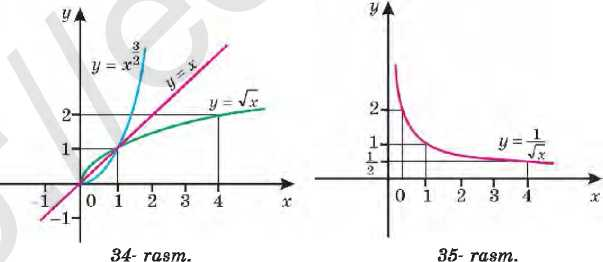 y
y = x^{3/2}
y = x
y = √x
2
1
-1 0 1 2 3 4 x
-1
34- rasm.
y
2
1
1/2
y = 1/√x
0 1 2 3 4 x
35- rasm.